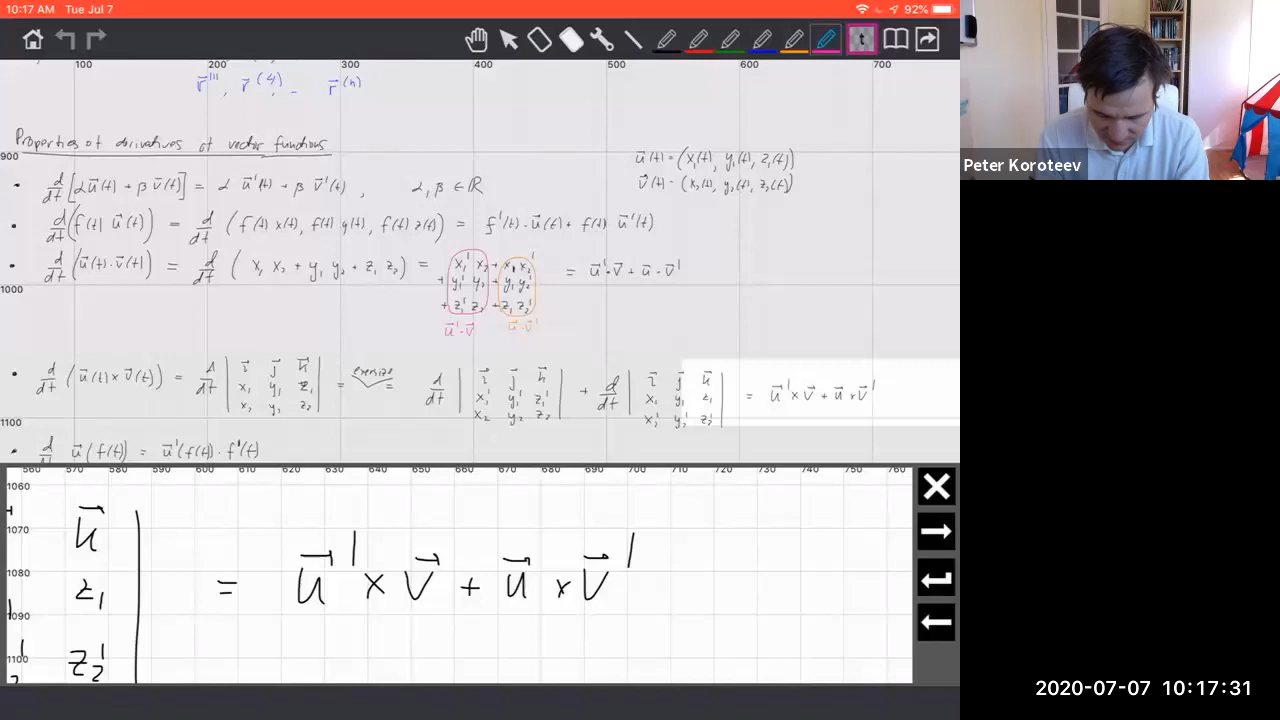 10:17 AM Tue Jul 7 92%
100 200 300 400 500 600 700
r⃗''', r⃗⁽⁴⁾, – r⃗⁽ⁿ⁾
Properties of derivatives of vector functions
900
u⃗(t) = (x₁(t), y₁(t), z₁(t))
v⃗(t) = (x₂(t), y₂(t), z₂(t))
• d/dt [αu⃗(t) + βv⃗(t)] = α u⃗'(t) + β v⃗'(t), α, β ∈ ℝ
• d/dt (f(t) u⃗(t)) = d/dt (f(t) x(t), f(t) y(t), f(t) z(t)) = f'(t)·u⃗(t) + f(t) u⃗'(t)
• d/dt (u⃗(t)·v⃗(t)) = d/dt (x₁ x₂ + y₁ y₂ + z₁ z₂) = x₁' x₂ + x₁ x₂' = u⃗'·v⃗ + u⃗·v⃗'
+ y₁' y₂ + y₁ y₂'
1000
+ z₁' z₂ + z₁ z₂'
u⃗'·v⃗ u⃗·v⃗'
exersize
• d/dt (u⃗(t) × v⃗(t)) = d/dt | i⃗ j⃗ k⃗ | = = d/dt | i⃗ j⃗ k⃗ | + d/dt | i⃗ j⃗ k⃗ | = u⃗' × v⃗ + u⃗ × v⃗'
| x₁ y₁ z₁ | | x₁' y₁' z₁' | | x₁ y₁ z₁ |
| x₂ y₂ z₂ | | x₂ y₂ z₂ | | x₂' y₂' z₂' |
1100
• d/dt u⃗(f(t)) = u⃗'(f(t))·f'(t)
560 570 580 590 600 610 620 630 640 650 660 670 680 690 700 710 720 730 740 750 760
1060
1070
k⃗
1080
z₁ | = u⃗' × v⃗ + u⃗ × v⃗'
1090
1100
z₂'
t
Peter Koroteev
2020-07-07 10:17:31